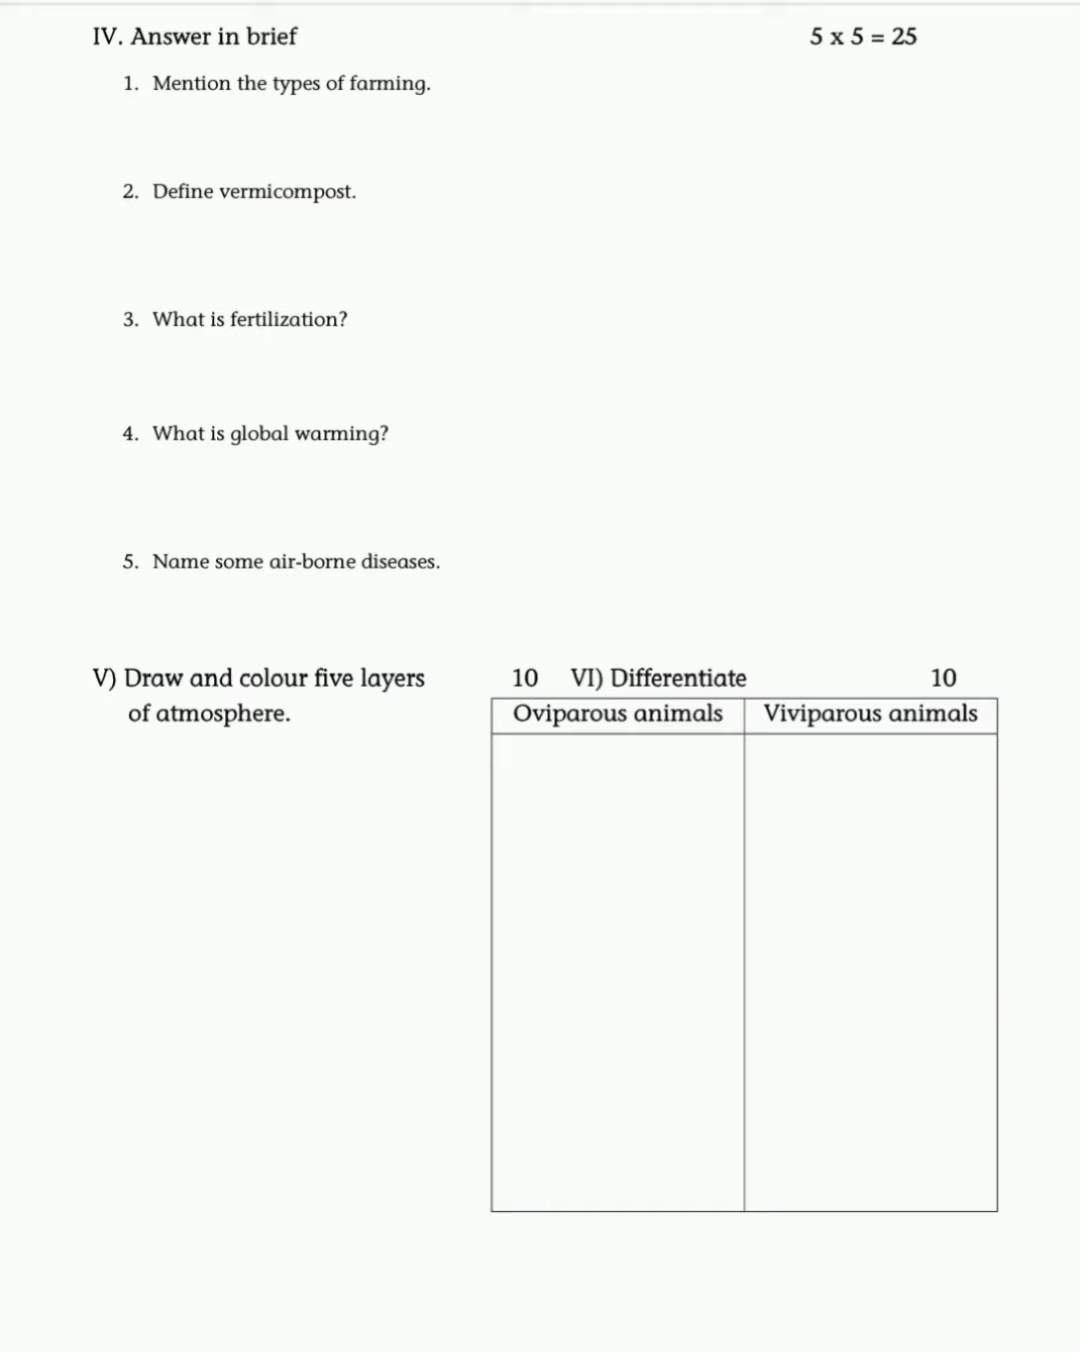 IV. Answer in brief 5 x 5 = 25
1. Mention the types of farming.
2. Define vermicompost.
3. What is fertilization?
4. What is global warming?
5. Name some air-borne diseases.
V) Draw and colour five layers 10
of atmosphere.
VI) Differentiate 10
Oviparous animals Viviparous animals